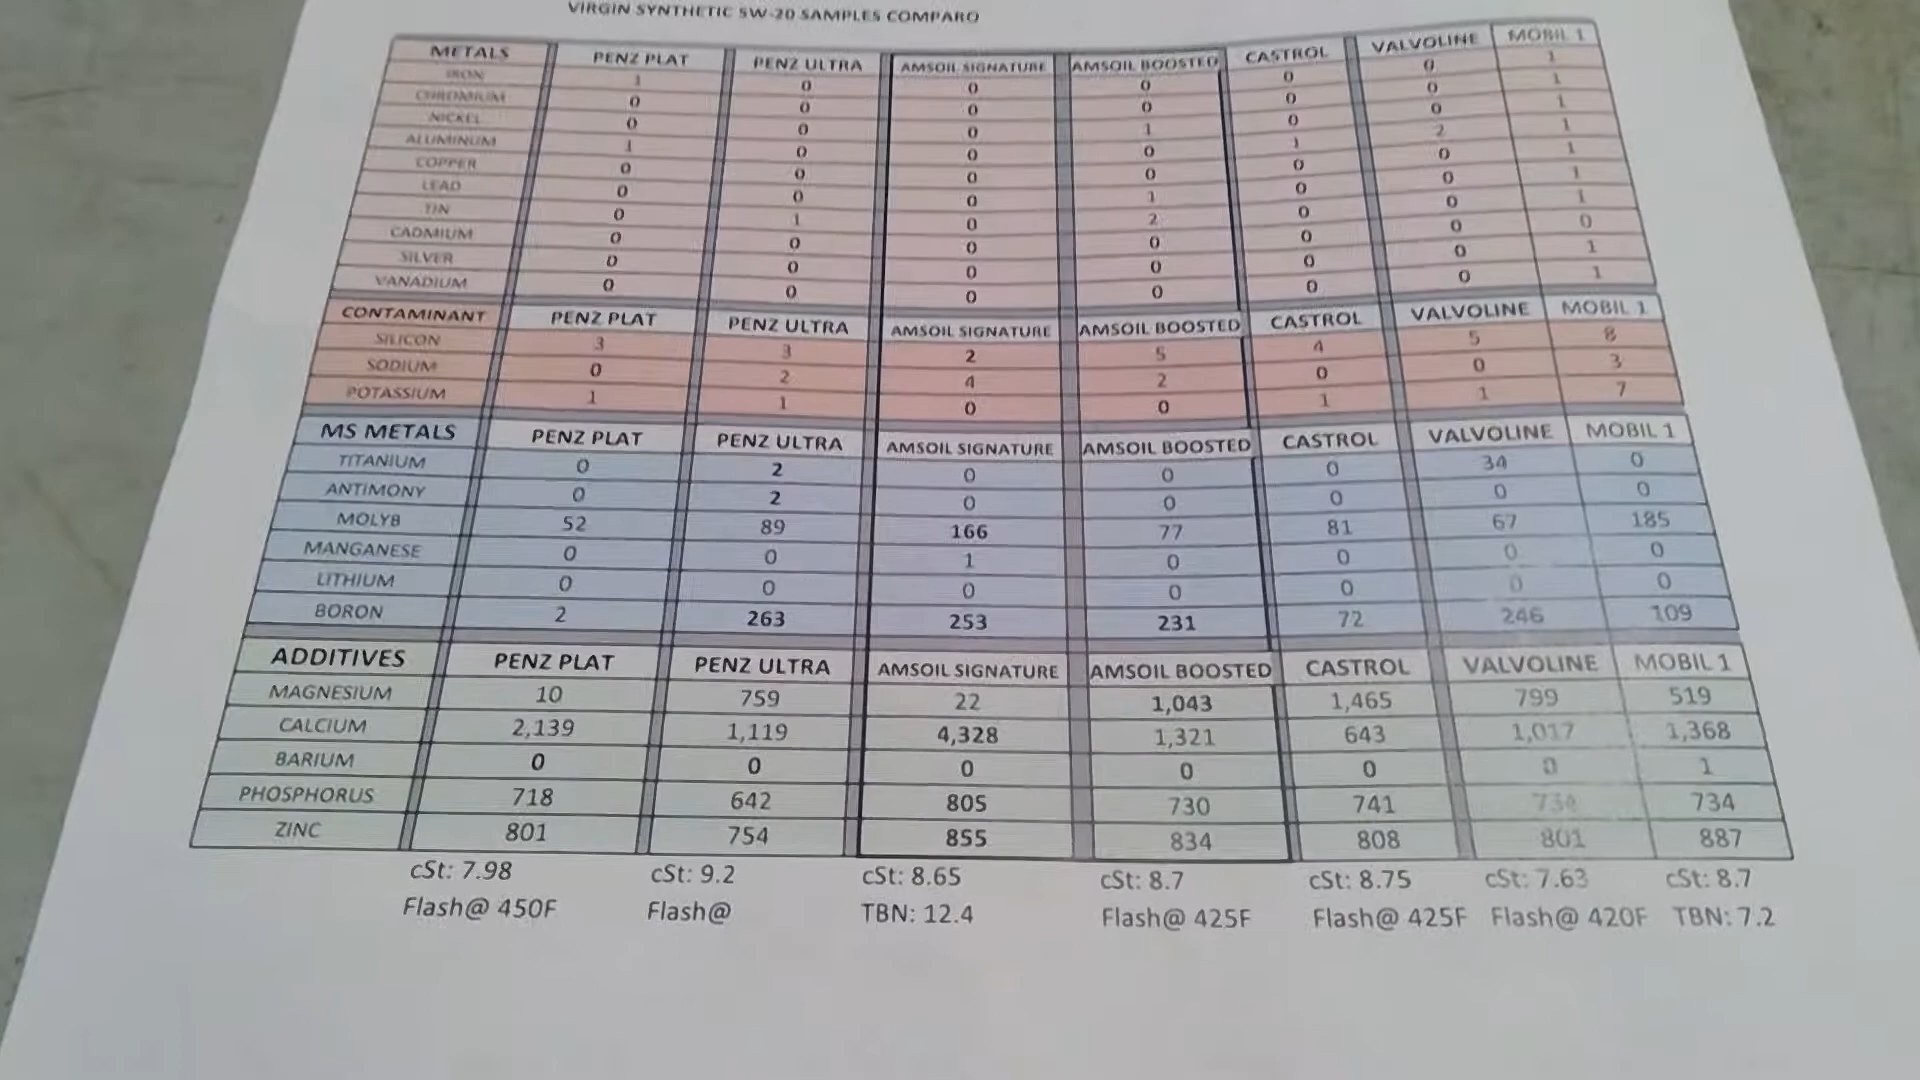 VIRGIN SYNTHETIC 5W-20 SAMPLES COMPARO
METALS PENZ PLAT PENZ ULTRA AMSOIL SIGNATURE AMSOIL BOOSTED CASTROL VALVOLINE MOBIL 1
IRON 1 0 0 0 0 0 1
CHROMIUM 0 0 0 0 0 0 1
NICKEL 0 0 0 1 0 0 1
ALUMINUM 1 0 0 0 1 2 1
COPPER 0 0 0 0 0 0 1
LEAD 0 0 0 1 0 0 1
TIN 0 1 0 2 0 0 1
CADMIUM 0 0 0 0 0 0 0
SILVER 0 0 0 0 0 0 1
VANADIUM 0 0 0 0 0 0 1
CONTAMINANT PENZ PLAT PENZ ULTRA AMSOIL SIGNATURE AMSOIL BOOSTED CASTROL VALVOLINE MOBIL 1
SILICON 3 3 2 5 4 5 8
SODIUM 0 2 4 2 0 0 3
POTASSIUM 1 1 0 0 1 1 7
MS METALS PENZ PLAT PENZ ULTRA AMSOIL SIGNATURE AMSOIL BOOSTED CASTROL VALVOLINE MOBIL 1
TITANIUM 0 2 0 0 0 34 0
ANTIMONY 0 2 0 0 0 0 0
MOLYB 52 89 166 77 81 67 185
MANGANESE 0 0 1 0 0 0 0
LITHIUM 0 0 0 0 0 0 0
BORON 2 263 253 231 72 246 109
ADDITIVES PENZ PLAT PENZ ULTRA AMSOIL SIGNATURE AMSOIL BOOSTED CASTROL VALVOLINE MOBIL 1
MAGNESIUM 10 759 22 1,043 1,465 799 519
CALCIUM 2,139 1,119 4,328 1,321 643 1,017 1,368
BARIUM 0 0 0 0 0 0 1
PHOSPHORUS 718 642 805 730 741 734
ZINC 801 754 855 834 808 801 887
cSt: 7.98 cSt: 9.2 cSt: 8.65 cSt: 8.7 cSt: 8.75 cSt: 7.63 cSt: 8.7
Flash@ 450F Flash@ TBN: 12.4 Flash@ 425F Flash@ 425F Flash@ 420F TBN: 7.2